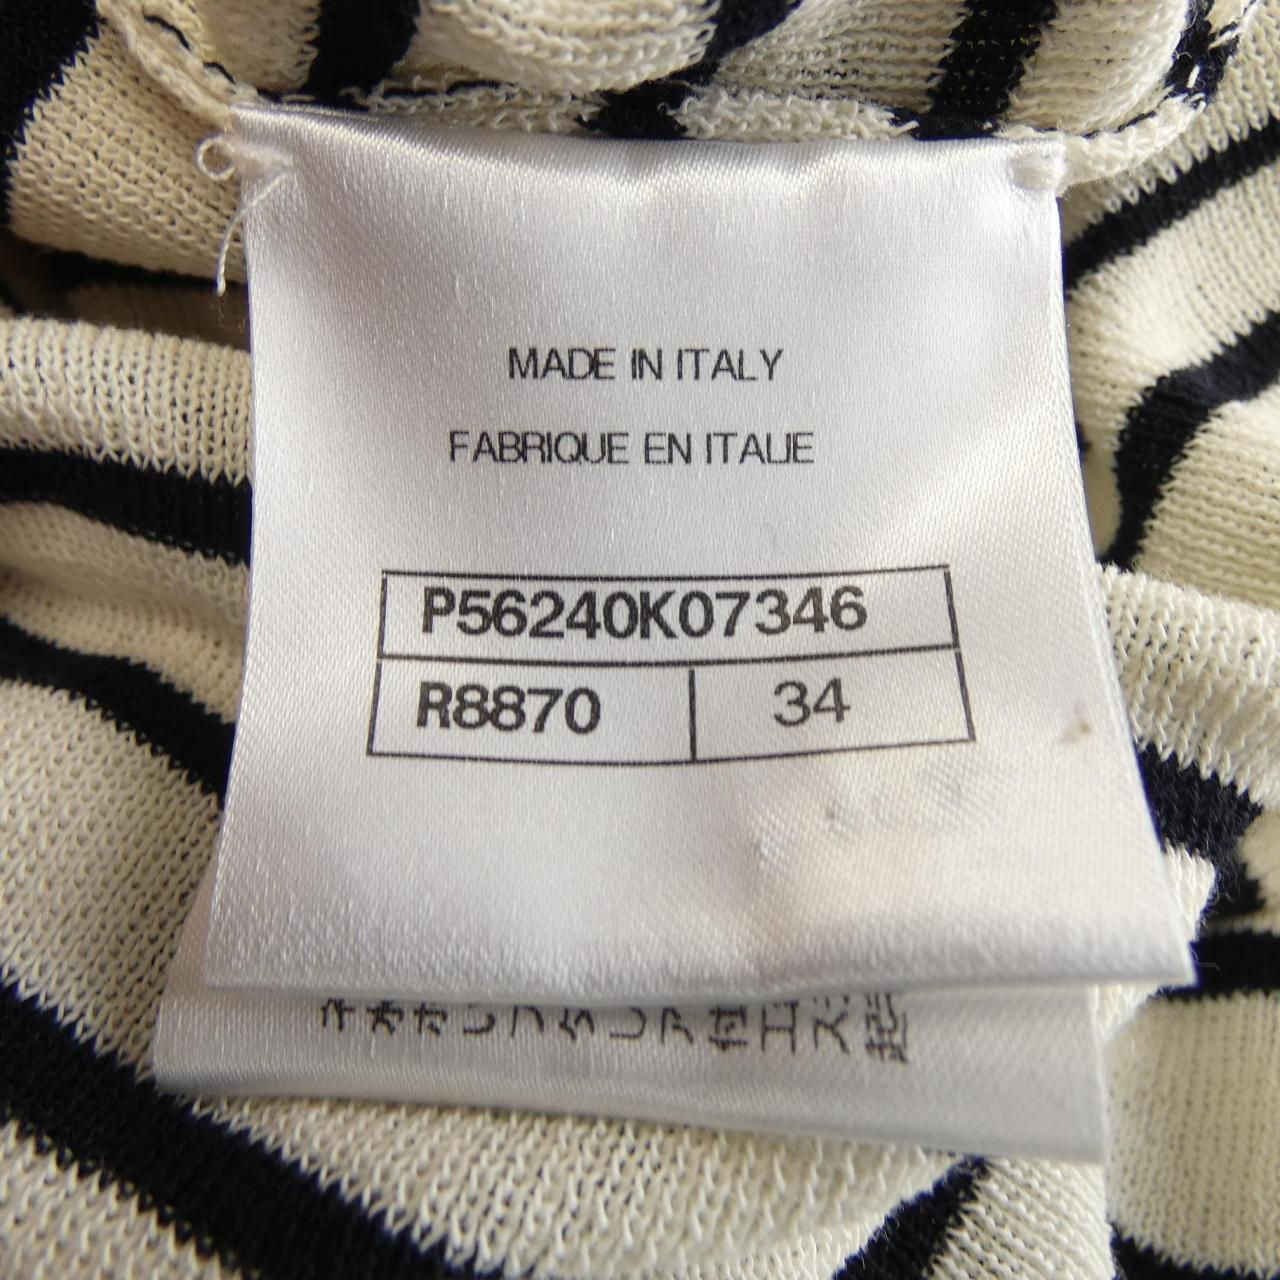 MADE IN ITALY
FABRIQUE EN ITALIE
P56240K07346
R8870
34